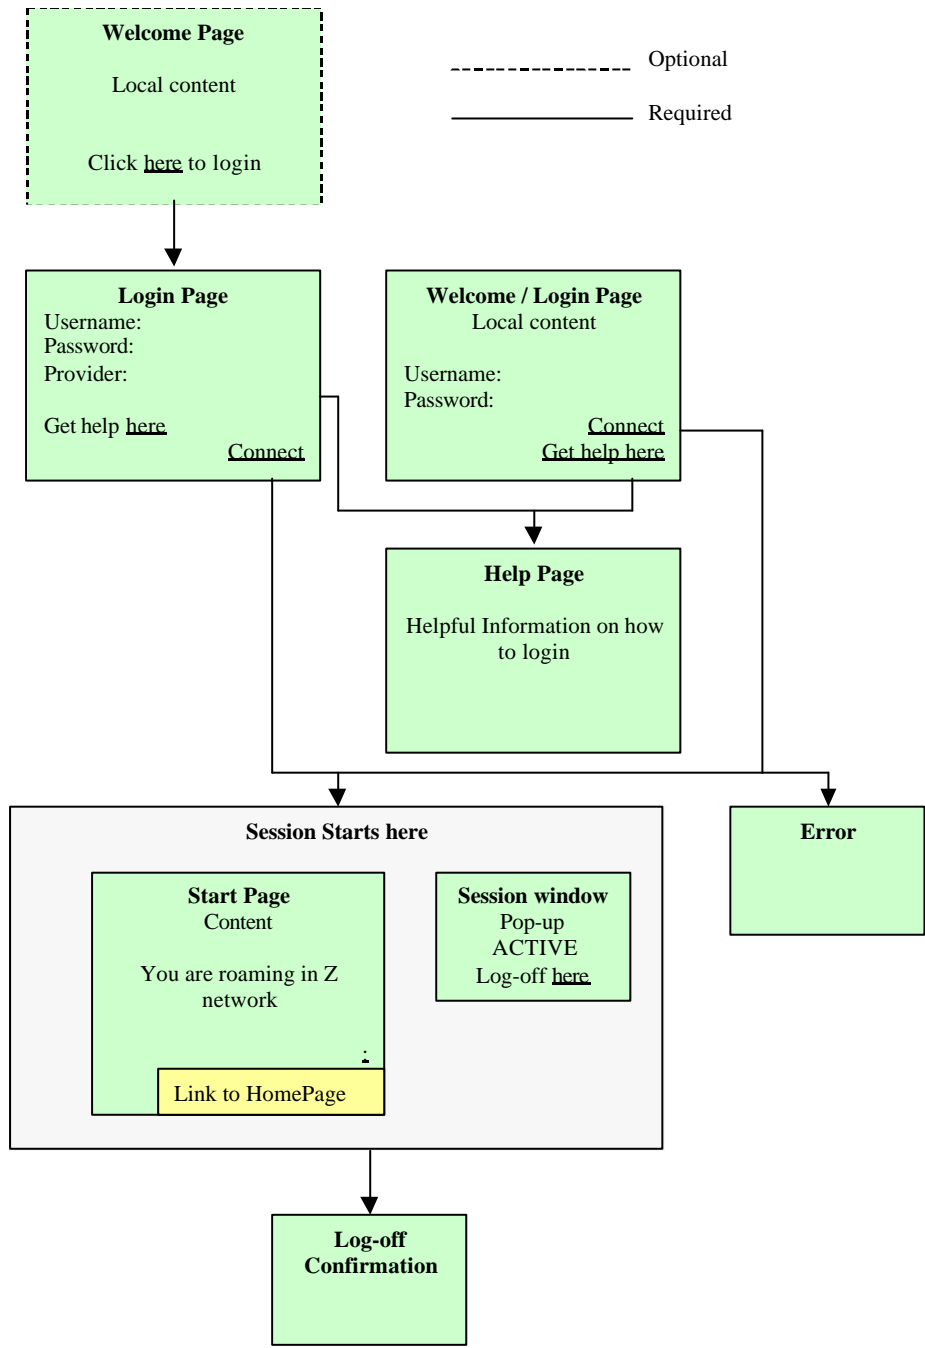 Welcome Page
Local content
Click here to login
Optional
Required
Login Page
Username:
Password:
Provider:
Get help here
Connect
Welcome / Login Page
Local content
Username:
Password:
Connect
Get help here
Help Page
Helpful Information on how
to login
Session Starts here
Start Page
Content
You are roaming in Z
network
:
Link to HomePage
Session window
Pop-up
ACTIVE
Log-off here
Error
Log-off
Confirmation